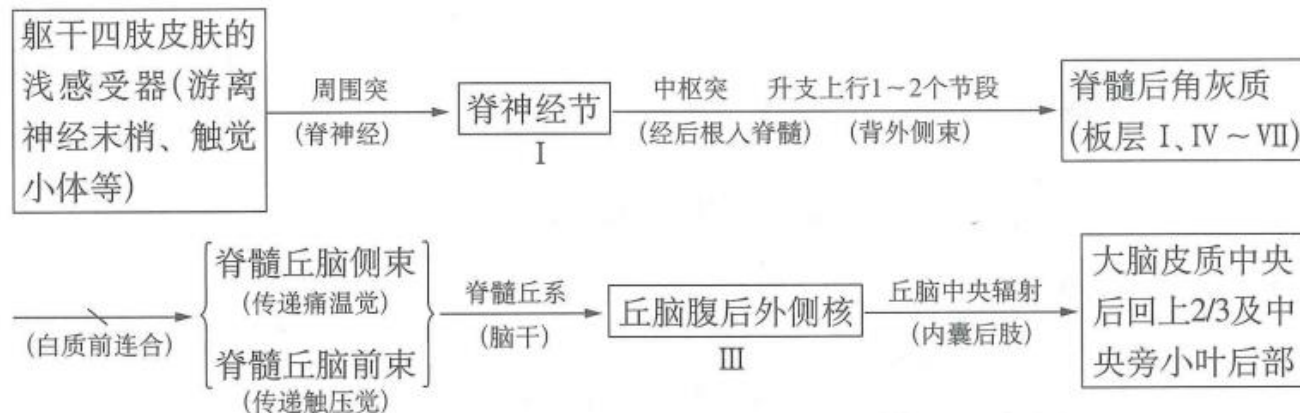 躯干四肢皮肤的
浅感受器(游离
神经末梢、触觉
小体等)
周围突
(脊神经)
脊神经节
Ⅰ
中枢突 升支上行1～2个节段
(经后根入脊髓) (背外侧束)
脊髓后角灰质
(板层 Ⅰ、Ⅳ～Ⅶ)
(白质前连合)
脊髓丘脑侧束
(传递痛温觉)
脊髓丘脑前束
(传递触压觉)
脊髓丘系
(脑干)
丘脑腹后外侧核
Ⅲ
丘脑中央辐射
(内囊后肢)
大脑皮质中央
后回上2/3及中
央旁小叶后部